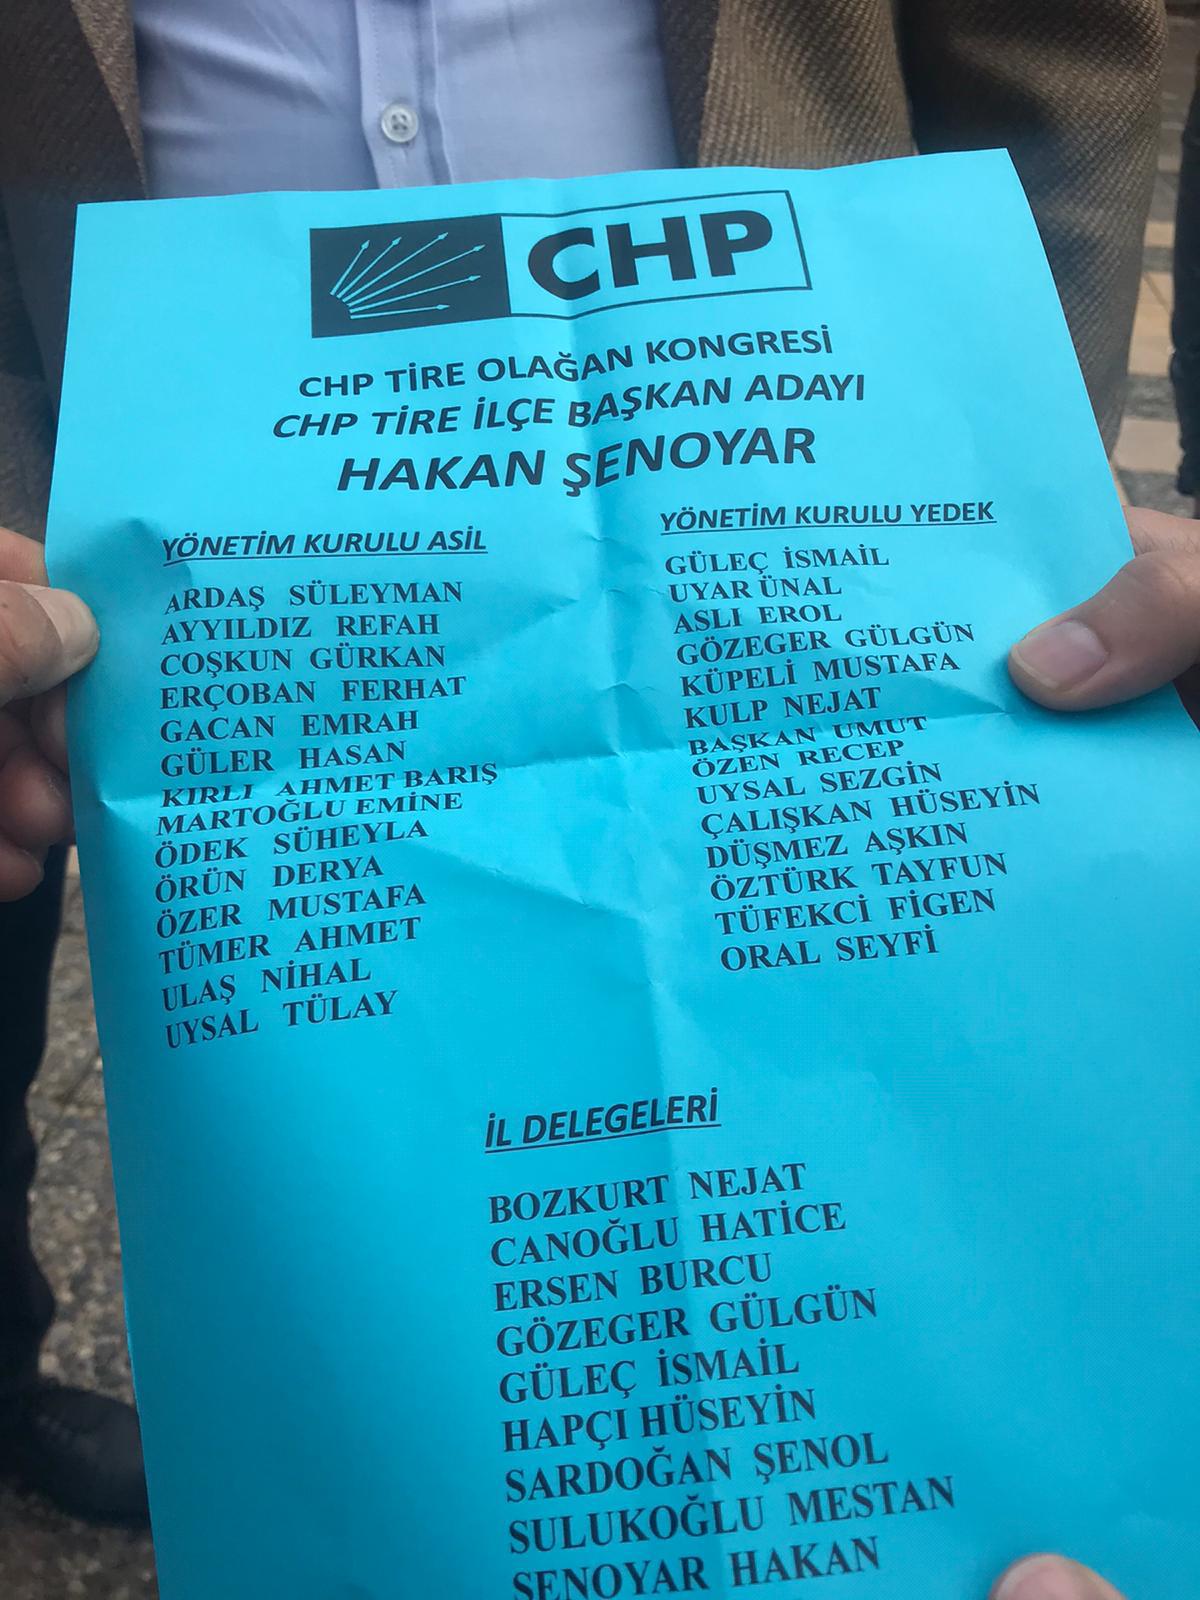 CHP
CHP TİRE OLAĞAN KONGRESİ
CHP TİRE İLÇE BAŞKAN ADAYI
HAKAN ŞENOYAR
YÖNETİM KURULU ASİL
ARDAŞ SÜLEYMAN
AYYILDIZ REFAH
COŞKUN GÜRKAN
ERÇOBAN FERHAT
GACAN EMRAH
GÜLER HASAN
KIRLI AHMET BARIŞ
MARTOĞLU EMİNE
ÖDEK SÜHEYLA
ÖRÜN DERYA
ÖZER MUSTAFA
TÜMER AHMET
ULAŞ NİHAL
UYSAL TÜLAY
YÖNETİM KURULU YEDEK
GÜLEÇ İSMAİL
UYAR ÜNAL
ASLI EROL
GÖZEGER GÜLGÜN
KÜPELİ MUSTAFA
KULP NEJAT
BAŞKAN UMUT
ÖZEN RECEP
UYSAL SEZGİN
ÇALIŞKAN HÜSEYİN
DÜŞMEZ AŞKIN
ÖZTÜRK TAYFUN
TÜFEKCİ FİGEN
ORAL SEYFİ
İL DELEGELERİ
BOZKURT NEJAT
CANOĞLU HATİCE
ERSEN BURCU
GÖZEGER GÜLGÜN
GÜLEÇ İSMAİL
HAPÇI HÜSEYİN
SARDOĞAN ŞENOL
SULUKOĞLU MESTAN
ŞENOYAR HAKAN